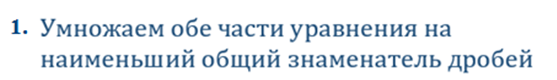 1. Умножаем обе части уравнения на
наименьший общий знаменатель дробей